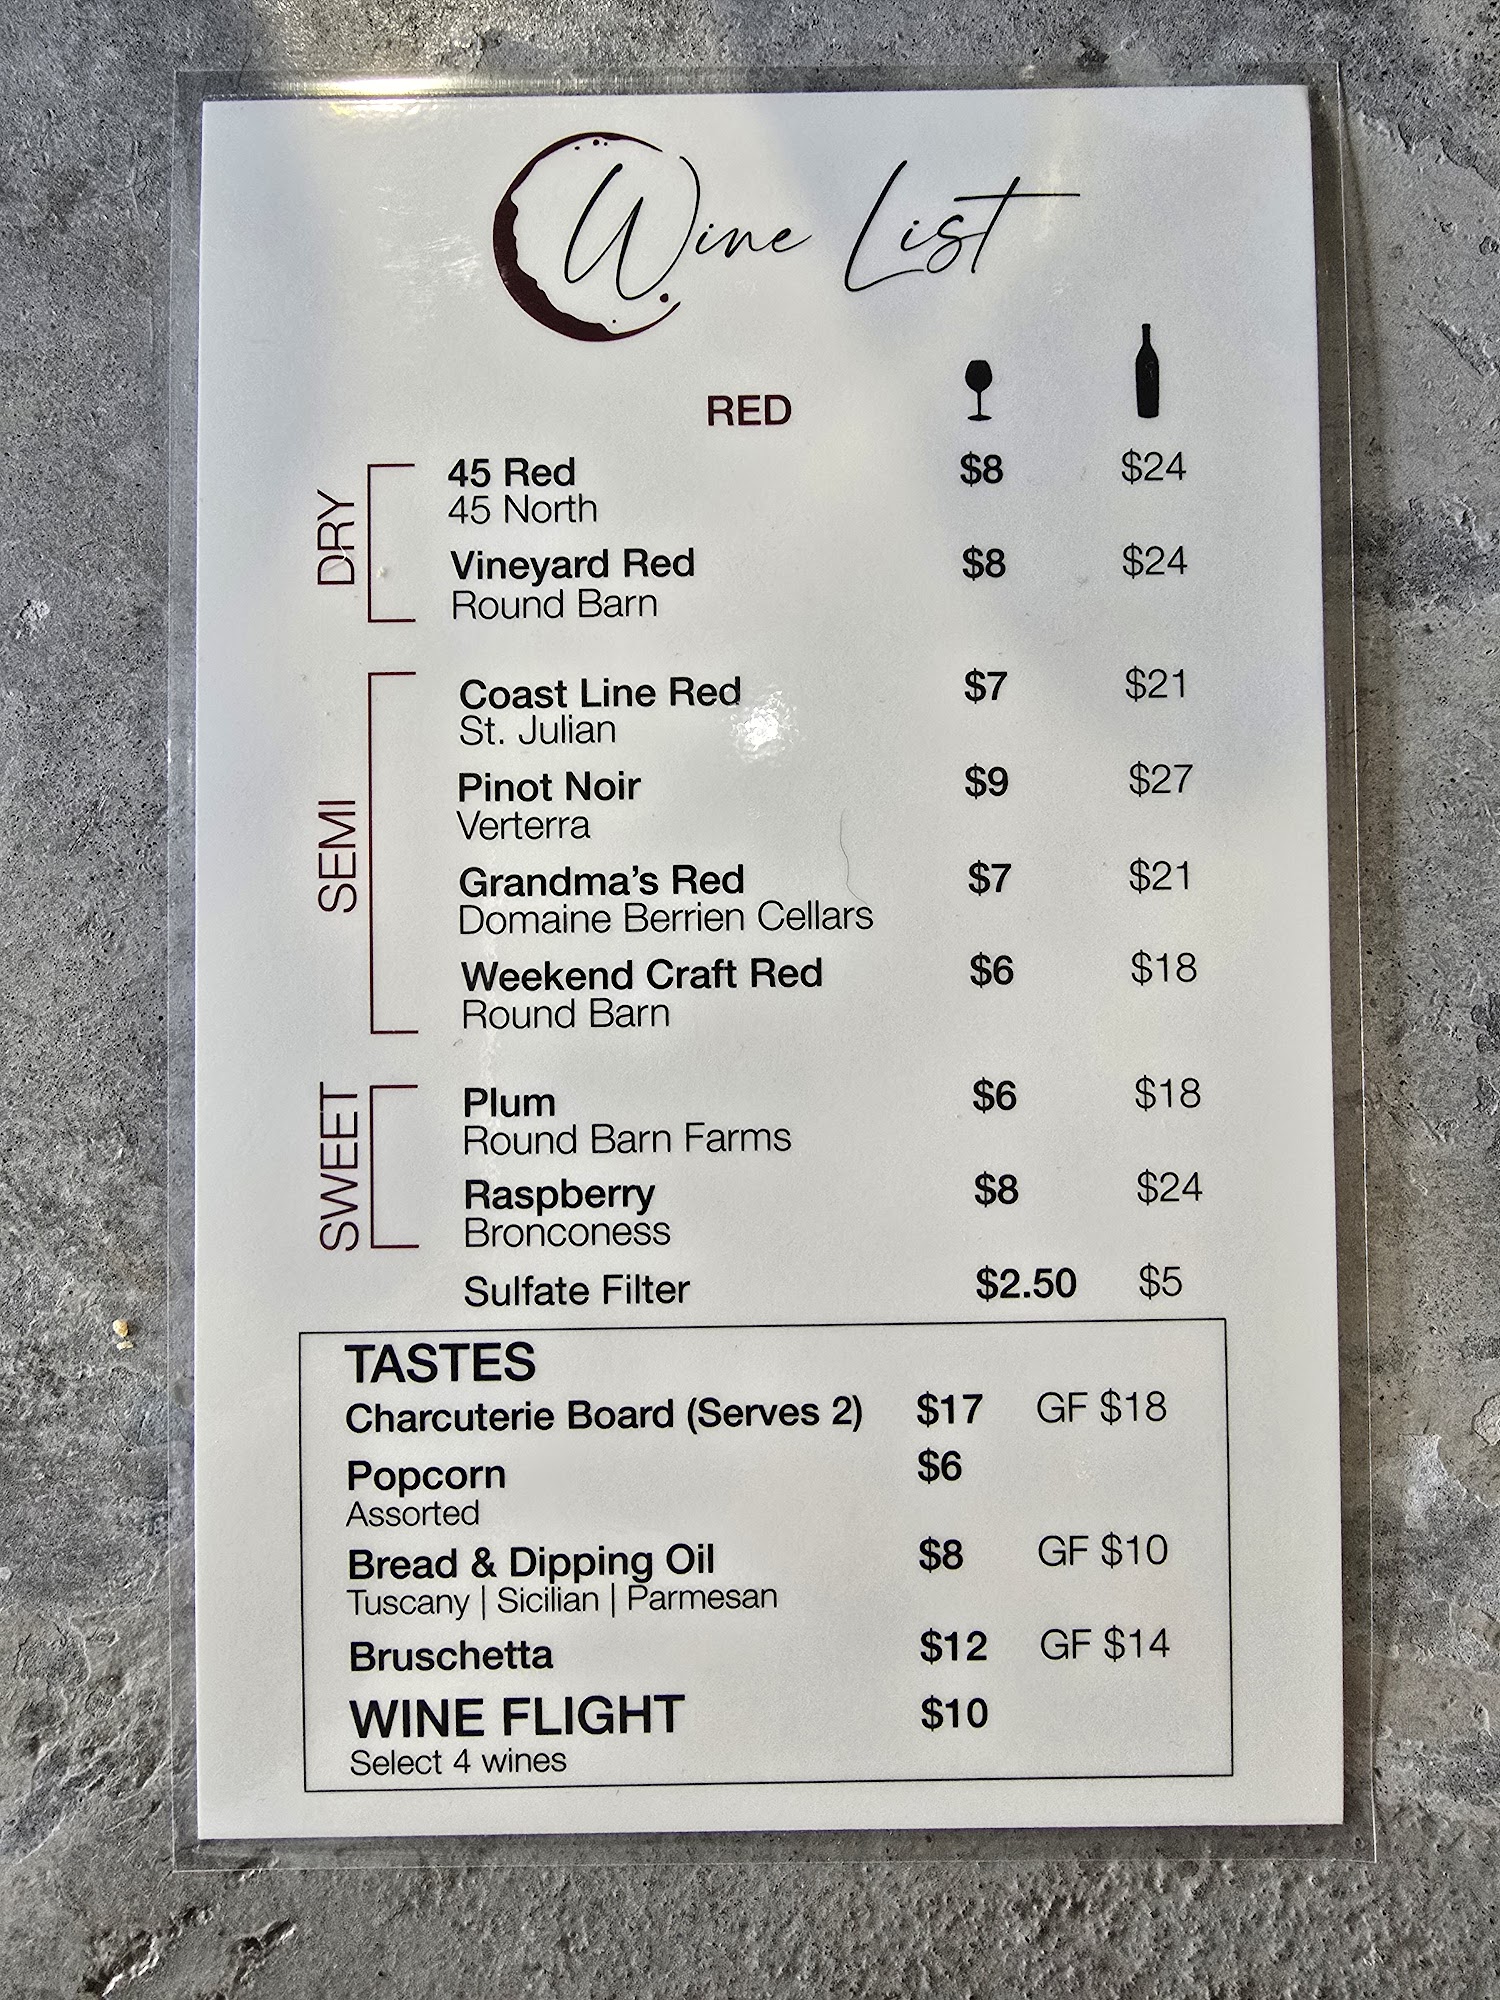 Wine List
RED
DRY
45 Red $8 $24
45 North
Vineyard Red $8 $24
Round Barn
SEMI
Coast Line Red $7 $21
St. Julian
Pinot Noir $9 $27
Verterra
Grandma's Red $7 $21
Domaine Berrien Cellars
Weekend Craft Red $6 $18
Round Barn
SWEET
Plum $6 $18
Round Barn Farms
Raspberry $8 $24
Bronconess
Sulfate Filter $2.50 $5
TASTES
Charcuterie Board (Serves 2) $17 GF $18
Popcorn $6
Assorted
Bread & Dipping Oil $8 GF $10
Tuscany | Sicilian | Parmesan
Bruschetta $12 GF $14
WINE FLIGHT $10
Select 4 wines